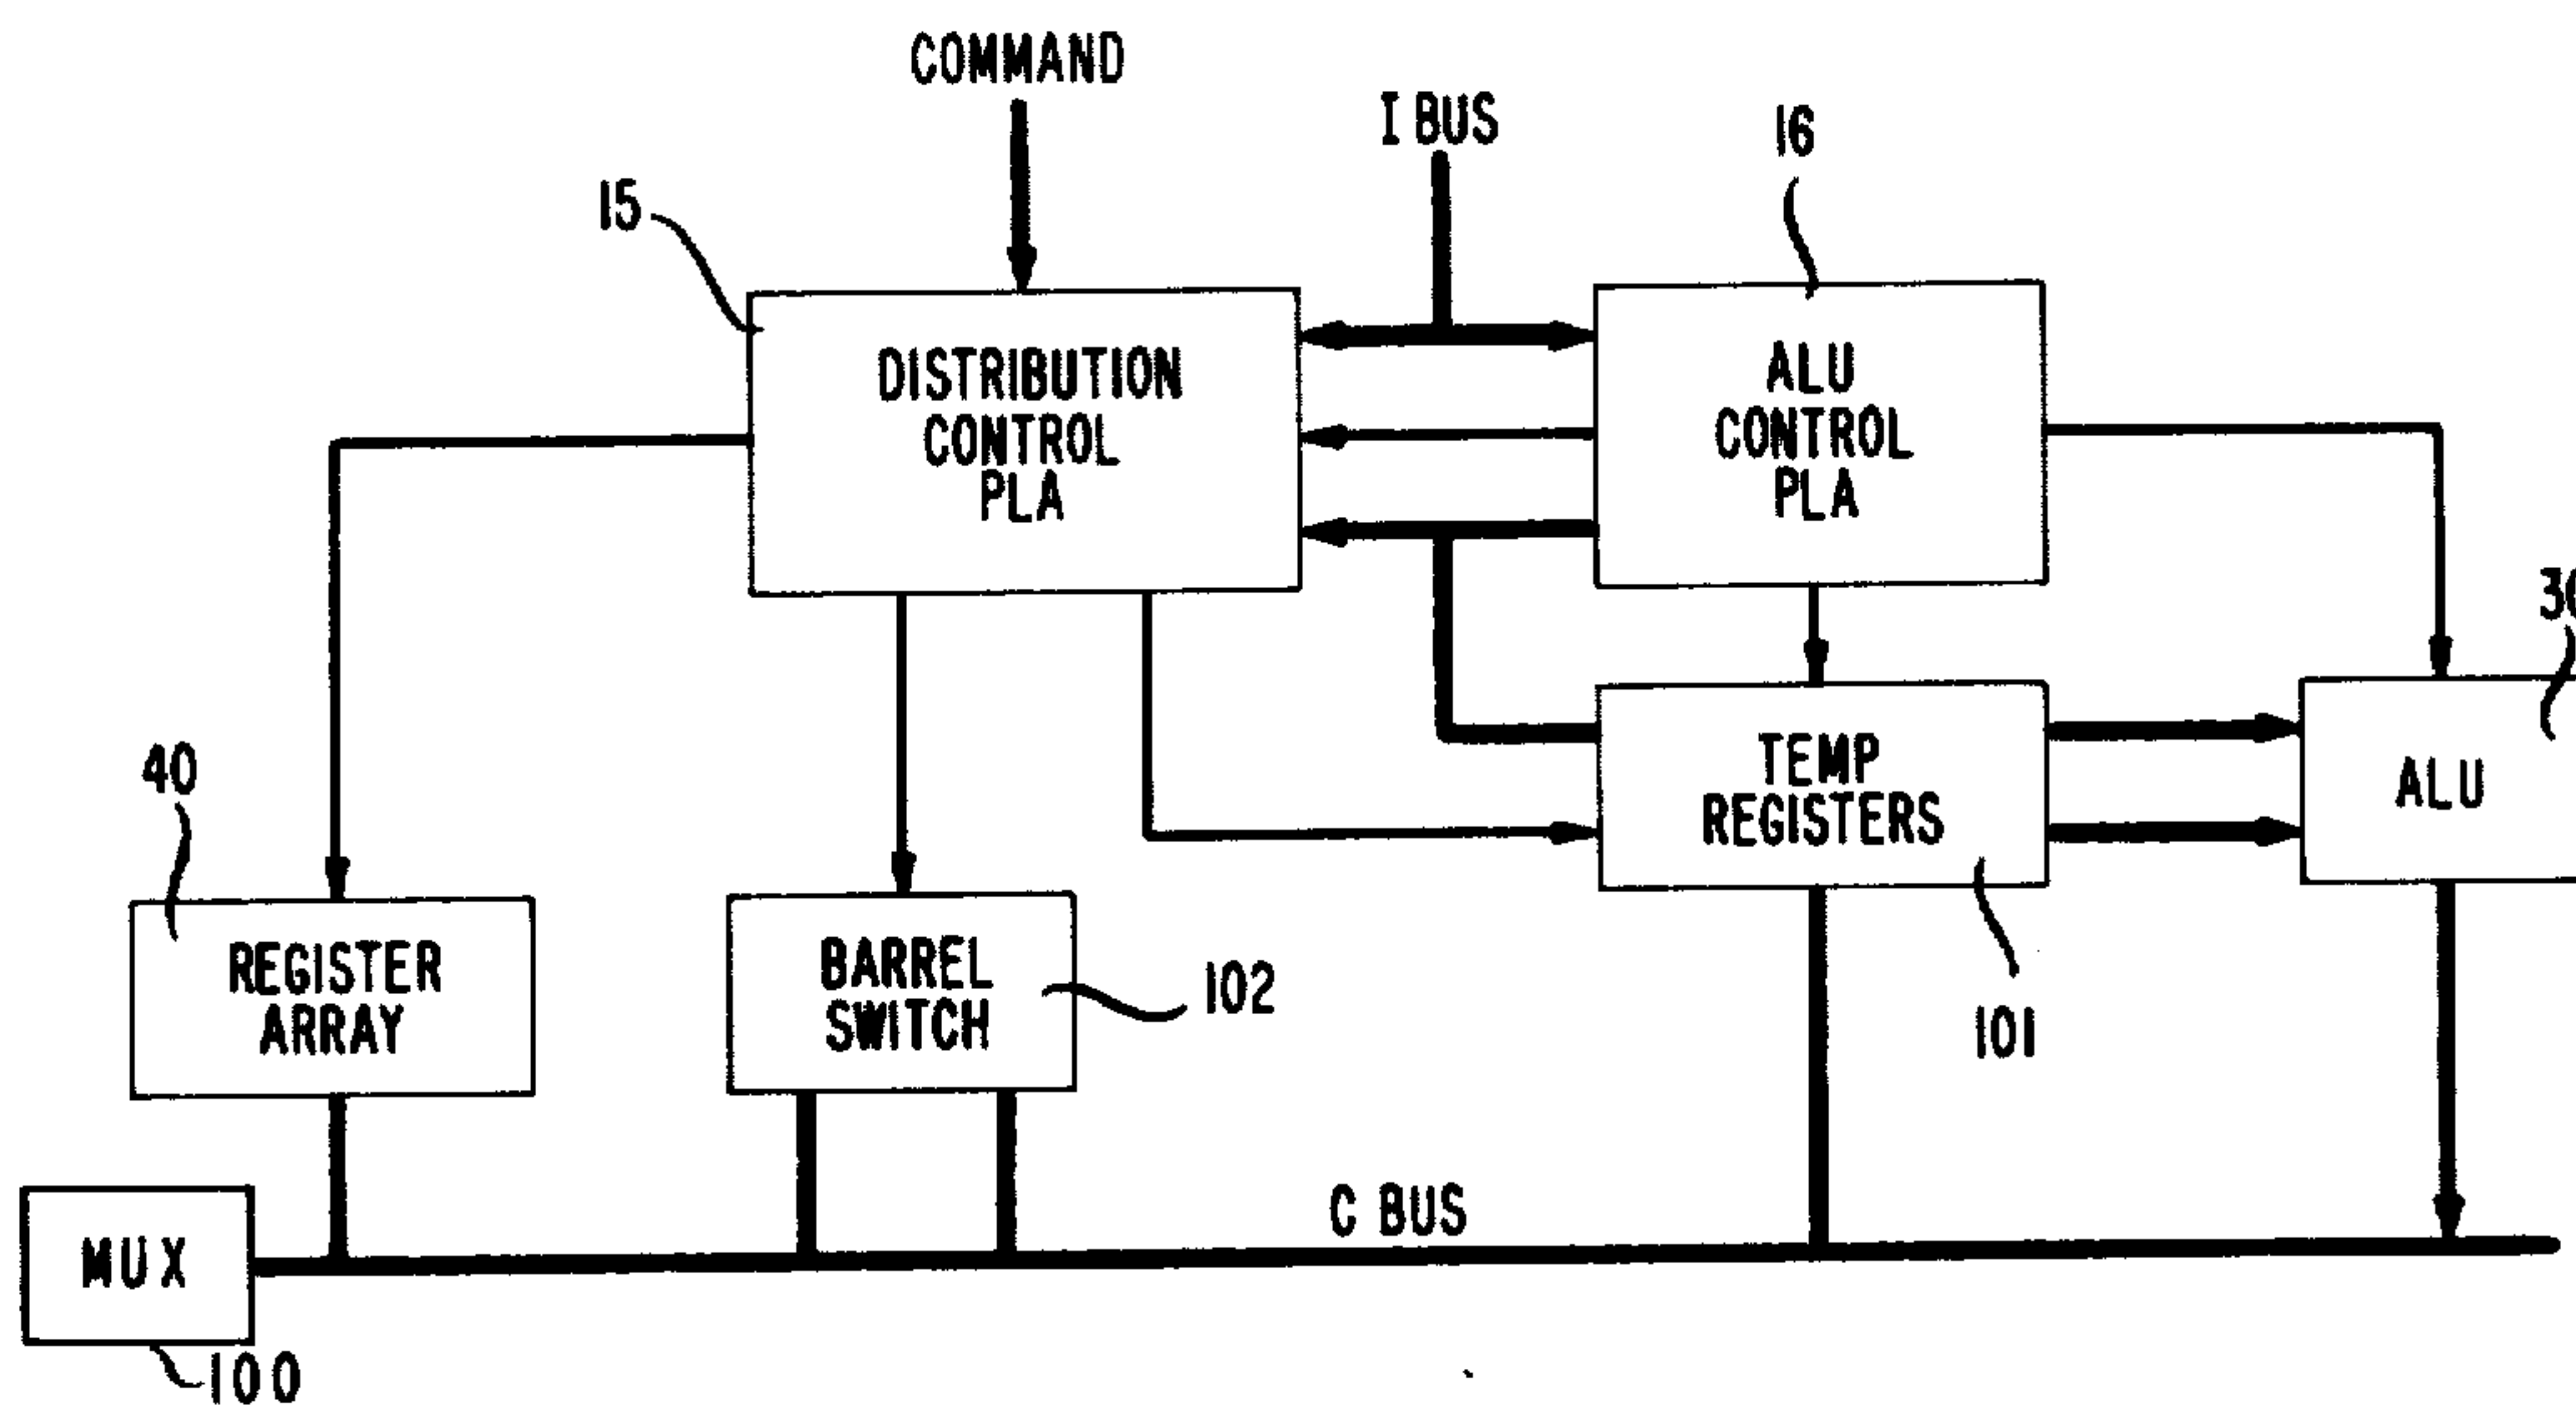 COMMAND
I BUS
16
15
DISTRIBUTION
CONTROL
PLA
ALU
CONTROL
PLA
40
TEMP
REGISTERS
ALU
REGISTER
ARRAY
BARREL
SWITCH
102
101
C BUS
MUX
100